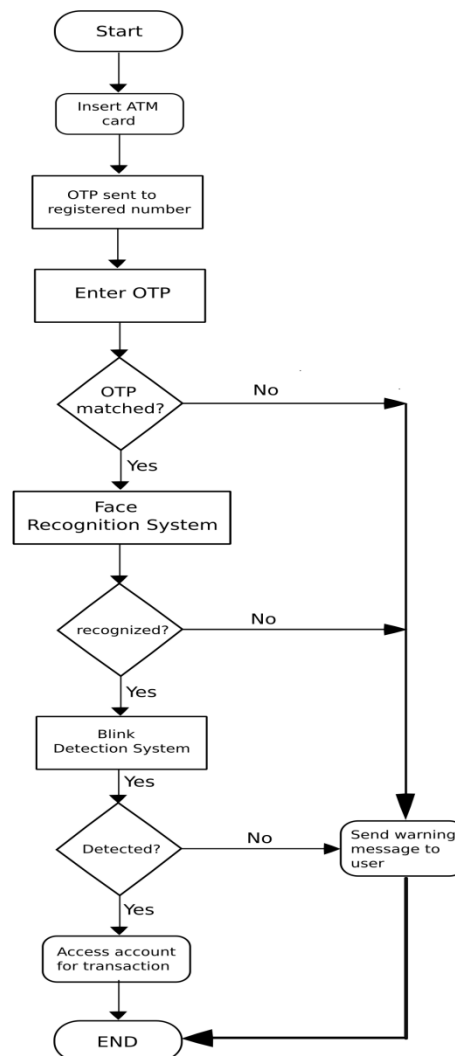 Start
Insert ATM
card
OTP sent to
registered number
Enter OTP
OTP
matched?
No
Yes
Face
Recognition System
recognized?
No
Yes
Blink
Detection System
Yes
Detected?
No
Send warning
message to
user
Yes
Access account
for transaction
END